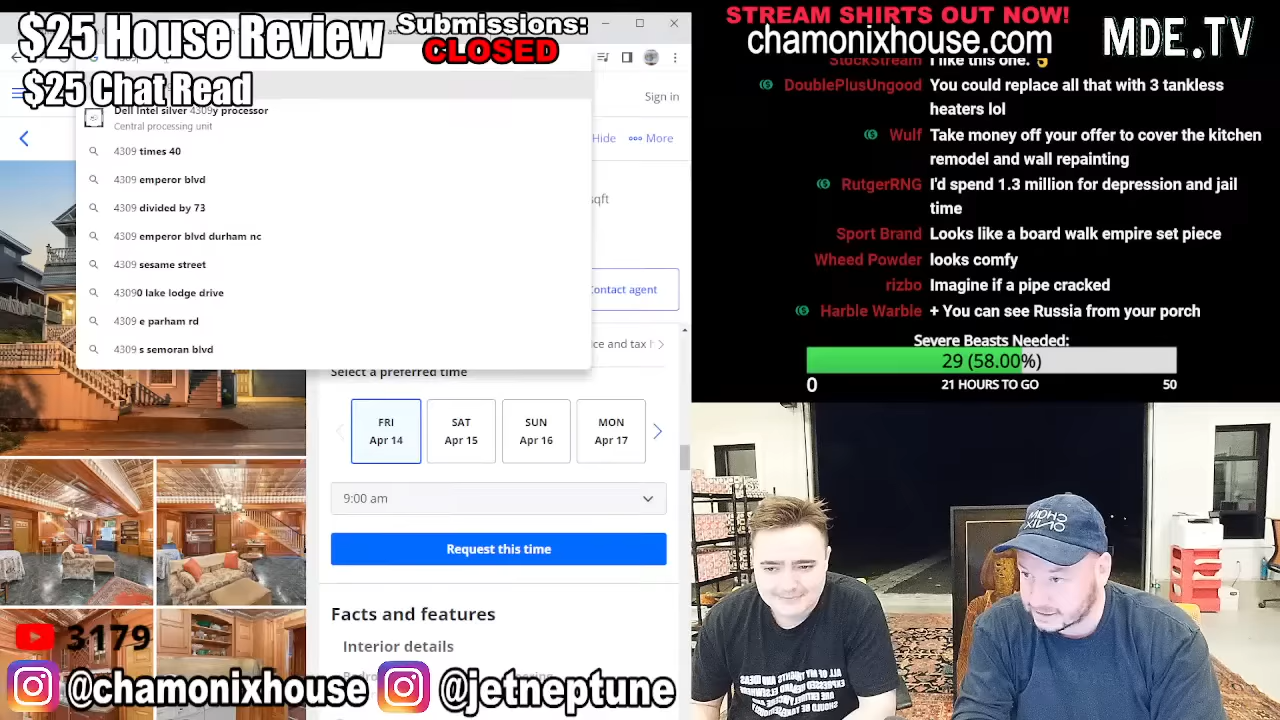 $25 House Review
Submissions:
CLOSED
$25 Chat Read
Sign in
Dell Intel silver 4309y processor
Central processing unit
4309 times 40
4309 emperor blvd
4309 divided by 73
4309 emperor blvd durham nc
4309 sesame street
43090 lake lodge drive
4309 e parham rd
4309 s semoran blvd
Hide
More
sqft
Contact agent
Select a preferred time
FRI
Apr 14
SAT
Apr 15
SUN
Apr 16
MON
Apr 17
9:00 am
Request this time
Facts and features
Interior details
3179
@chamonixhouse
@jetneptune
STREAM SHIRTS OUT NOW!
chamonixhouse.com
MDE.TV
StockStream I like this one. 👌
DoublePlusUngood You could replace all that with 3 tankless
heaters lol
Wulf Take money off your offer to cover the kitchen
remodel and wall repainting
RutgerRNG I'd spend 1.3 million for depression and jail
time
Sport Brand Looks like a board walk empire set piece
Wheed Powder looks comfy
rizbo Imagine if a pipe cracked
Harble Warble + You can see Russia from your porch
Severe Beasts Needed:
29 (58.00%)
0
21 HOURS TO GO
50
CHAMO
NIXO